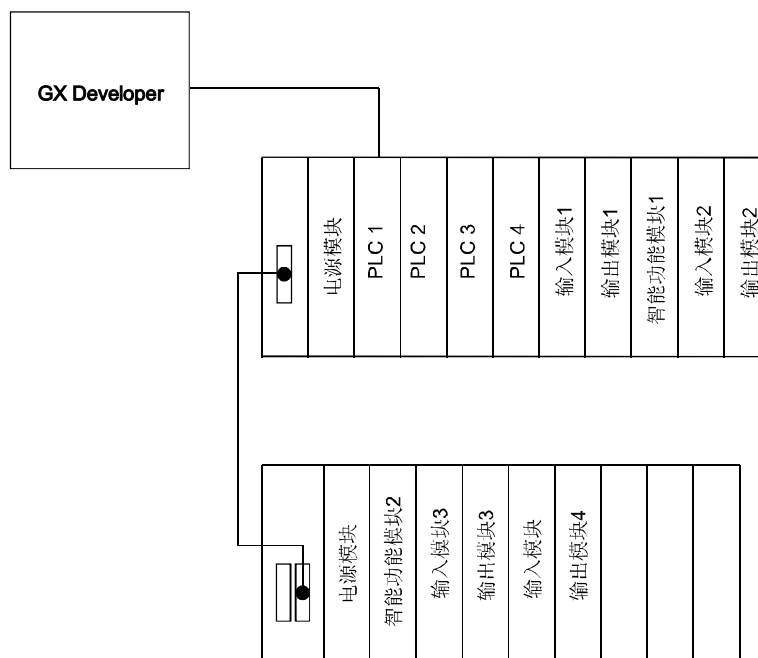 GX Developer
电源模块
PLC 1
PLC 2
PLC 3
PLC 4
输入模块1
输出模块1
智能功能模块1
输入模块2
输出模块2
电源模块
智能功能模块2
输入模块3
输出模块3
输入模块
输出模块4